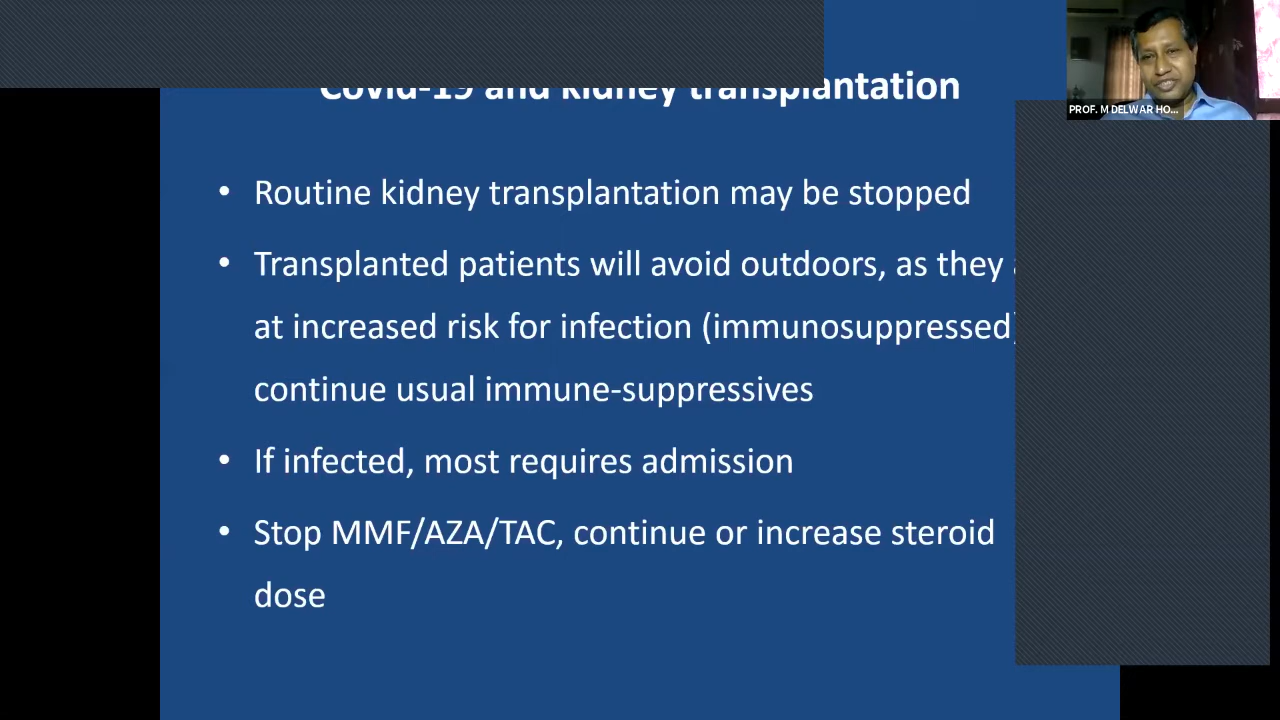 Covid-19 and kidney transplantation
PROF. M DELWAR HO...
• Routine kidney transplantation may be stopped
• Transplanted patients will avoid outdoors, as they
at increased risk for infection (immunosuppressed)
continue usual immune-suppressives
• If infected, most requires admission
• Stop MMF/AZA/TAC, continue or increase steroid
dose